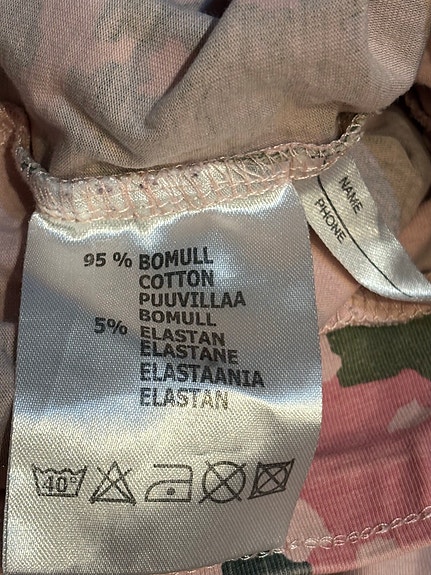 95 % BOMULL
COTTON
PUUVILLAA
BOMULL
5% ELASTAN
ELASTANE
ELASTAANIA
ELASTAN
40°
NAME
PHONE